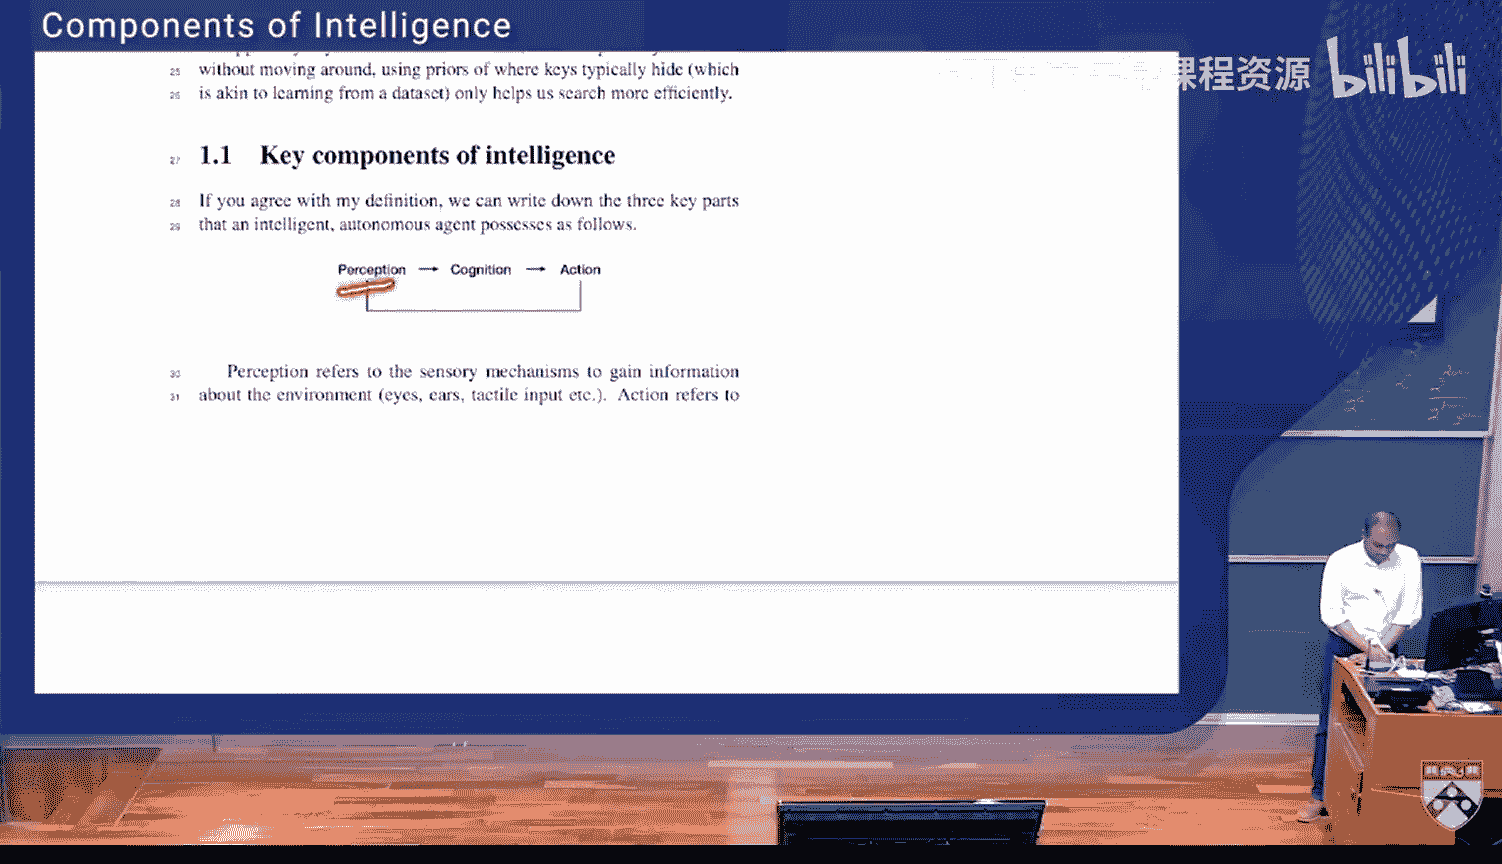 Components of Intelligence
课程资源 bilibili
25 without moving around, using priors of where keys typically hide (which
26 is akin to learning from a dataset) only helps us search more efficiently.
27 1.1 Key components of intelligence
28 If you agree with my definition, we can write down the three key parts
29 that an intelligent, autonomous agent possesses as follows.
Perception → Cognition → Action
30 Perception refers to the sensory mechanisms to gain information
31 about the environment (eyes, ears, tactile input etc.). Action refers to